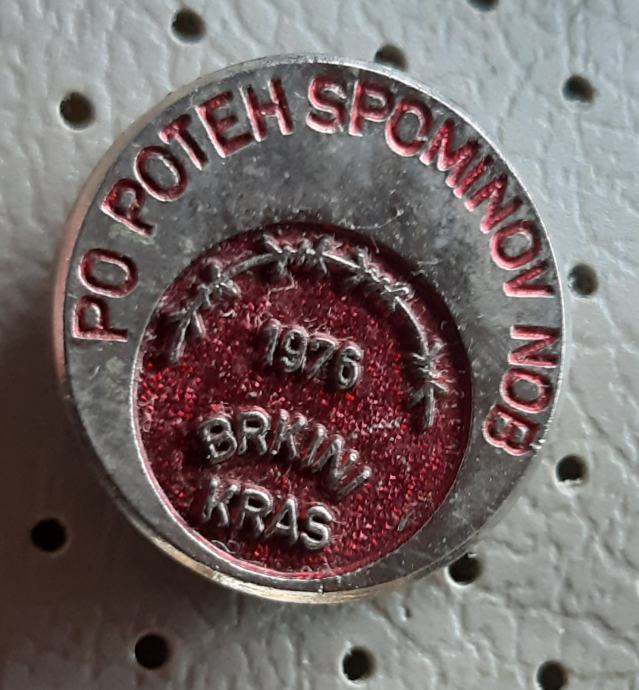 PO POTEH SPOMINOV NOB
1976
BRKINI
KRAS